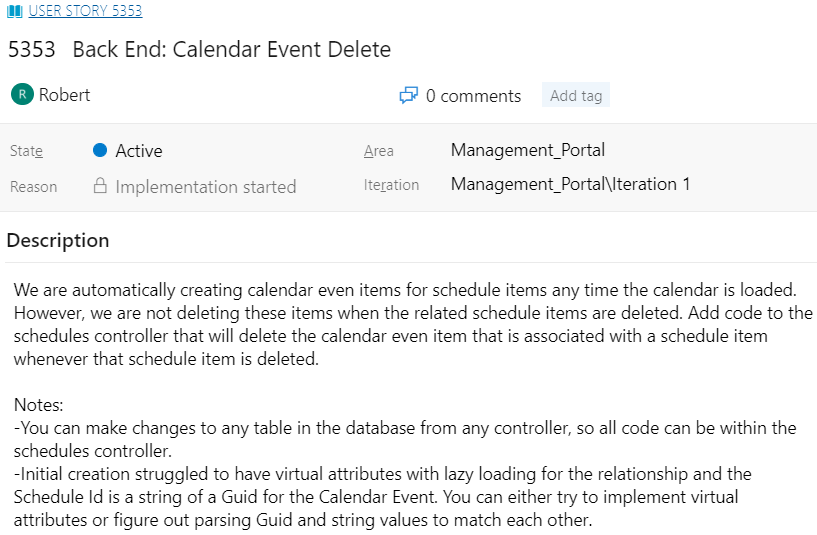 USER STORY 5353
5353 Back End: Calendar Event Delete
R Robert 0 comments Add tag
State Active Area Management_Portal
Reason Implementation started Iteration Management_Portal\Iteration 1
Description
We are automatically creating calendar even items for schedule items any time the calendar is loaded.
However, we are not deleting these items when the related schedule items are deleted. Add code to the
schedules controller that will delete the calendar even item that is associated with a schedule item
whenever that schedule item is deleted.
Notes:
-You can make changes to any table in the database from any controller, so all code can be within the
schedules controller.
-Initial creation struggled to have virtual attributes with lazy loading for the relationship and the
Schedule Id is a string of a Guid for the Calendar Event. You can either try to implement virtual
attributes or figure out parsing Guid and string values to match each other.